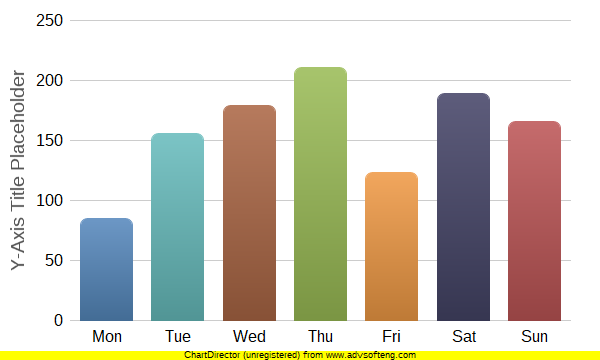 250
200
150
100
50
0
Y-Axis Title Placeholder
Mon Tue Wed Thu Fri Sat Sun
ChartDirector (unregistered) from www.advsofteng.com